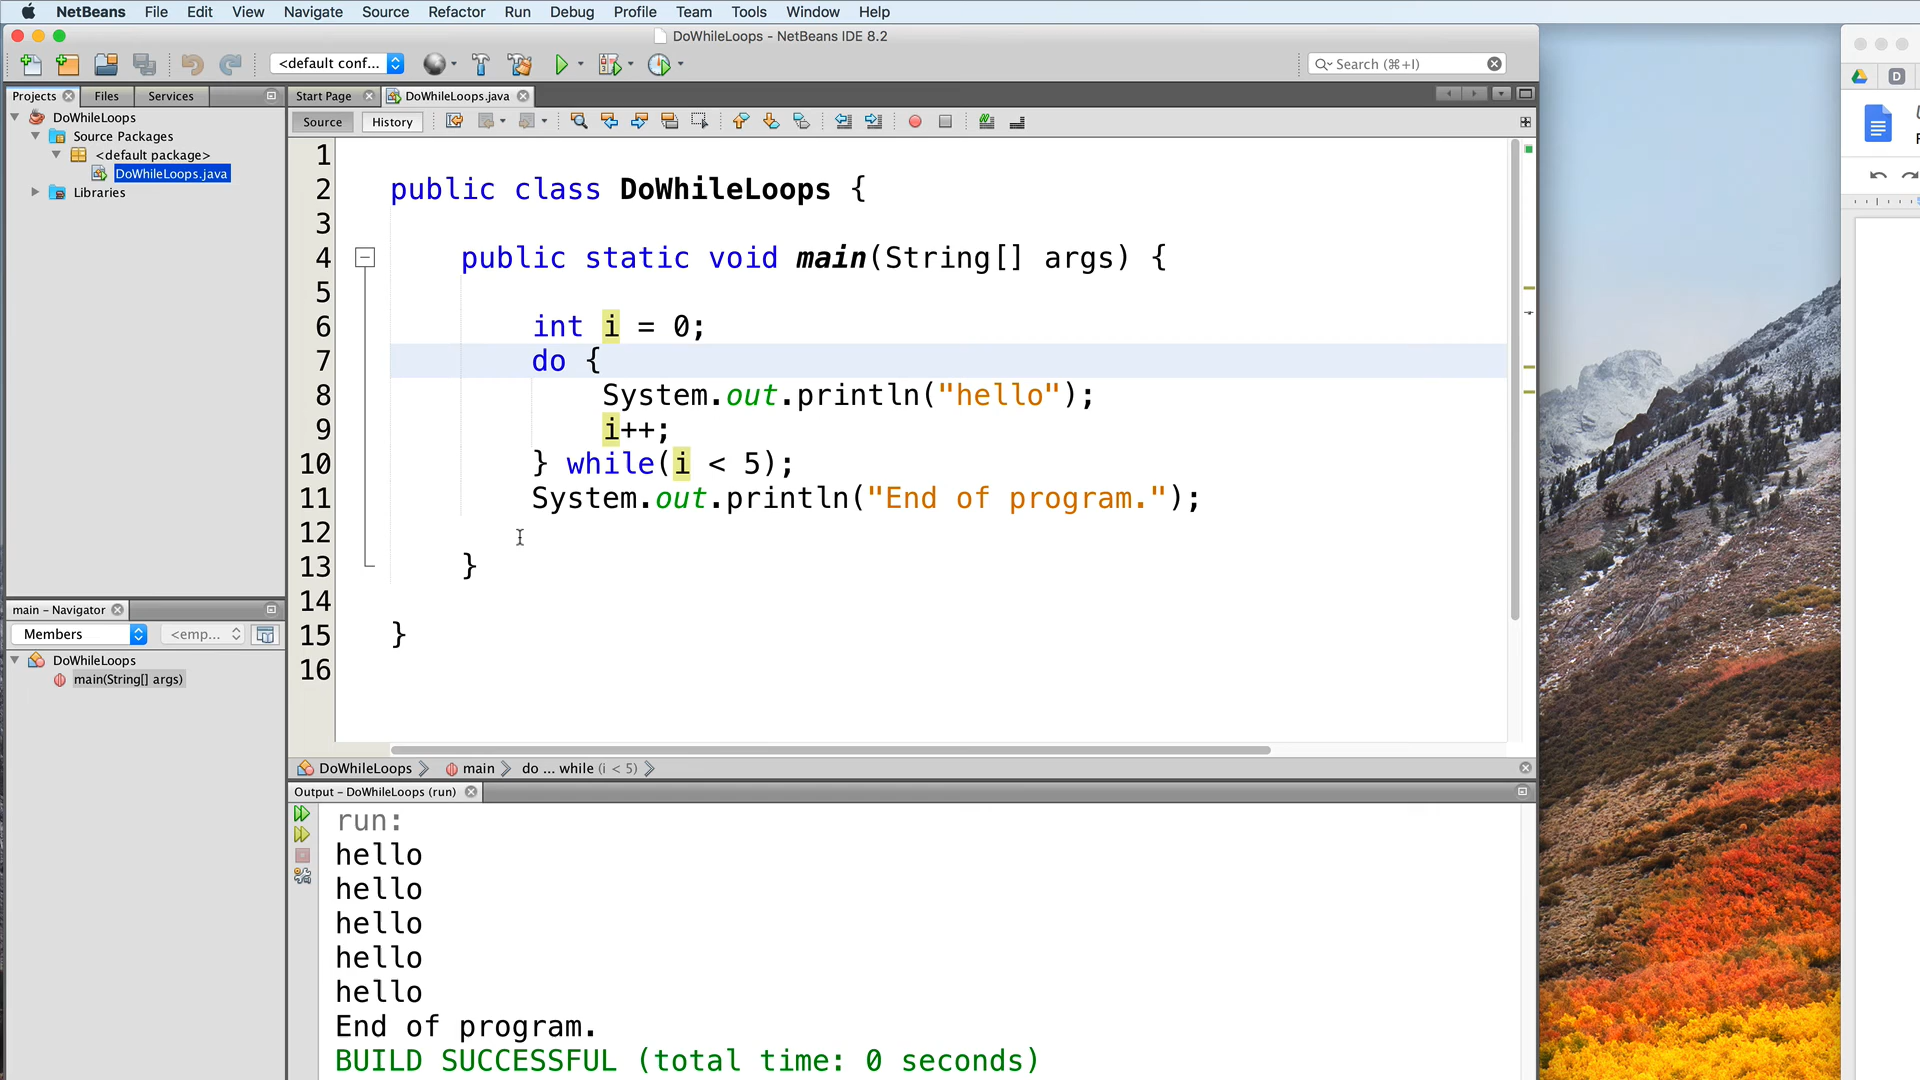 NetBeans File Edit View Navigate Source Refactor Run Debug Profile Team Tools Window Help
DoWhileLoops - NetBeans IDE 8.2
<default conf...
Search (⌘+I)
Projects Files Services
Start Page DoWhileLoops.java
Source History
DoWhileLoops
Source Packages
<default package>
DoWhileLoops.java
Libraries
1
2 public class DoWhileLoops {
3
4 public static void main(String[] args) {
5
6 int i = 0;
7 do {
8 System.out.println("hello");
9 i++;
10 } while(i < 5);
11 System.out.println("End of program.");
12
13 }
14
15 }
16
main - Navigator
Members <emp...
DoWhileLoops
main(String[] args)
DoWhileLoops main do ... while (i < 5)
Output - DoWhileLoops (run)
run:
hello
hello
hello
hello
hello
End of program.
BUILD SUCCESSFUL (total time: 0 seconds)
D